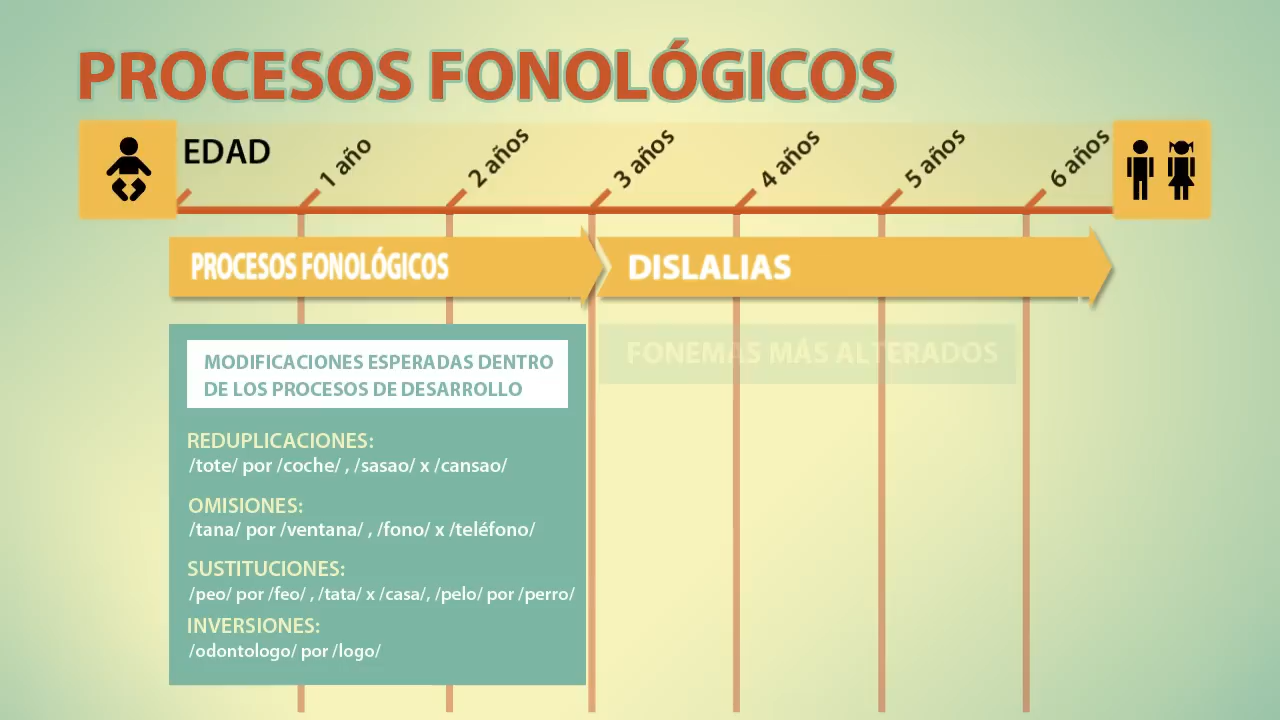 PROCESOS FONOLÓGICOS
EDAD
1 año
2 años
3 años
4 años
5 años
6 años
PROCESOS FONOLÓGICOS
DISLALIAS
MODIFICACIONES ESPERADAS DENTRO
DE LOS PROCESOS DE DESARROLLO
FONEMAS MÁS ALTERADOS
REDUPLICACIONES:
/tote/ por /coche/ , /sasao/ x /cansao/
OMISIONES:
/tana/ por /ventana/ , /fono/ x /teléfono/
SUSTITUCIONES:
/peo/ por /feo/ , /tata/ x /casa/, /pelo/ por /perro/
INVERSIONES:
/odontologo/ por /logo/